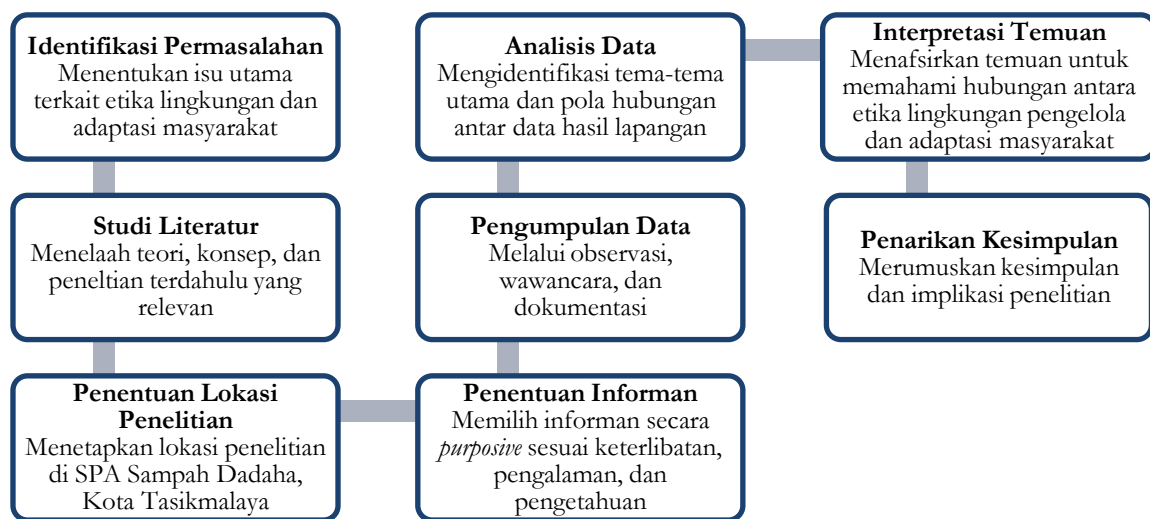 Identifikasi Permasalahan
Menentukan isu utama
terkait etika lingkungan dan
adaptasi masyarakat
Studi Literatur
Menelaah teori, konsep, dan
peneltian terdahulu yang
relevan
Penentuan Lokasi
Penelitian
Menetapkan lokasi penelitian
di SPA Sampah Dadaha,
Kota Tasikmalaya
Penentuan Informan
Memilih informan secara
purposive sesuai keterlibatan,
pengalaman, dan
pengetahuan
Pengumpulan Data
Melalui observasi,
wawancara, dan
dokumentasi
Analisis Data
Mengidentifikasi tema-tema
utama dan pola hubungan
antar data hasil lapangan
Interpretasi Temuan
Menafsirkan temuan untuk
memahami hubungan antara
etika lingkungan pengelola
dan adaptasi masyarakat
Penarikan Kesimpulan
Merumuskan kesimpulan
dan implikasi penelitian